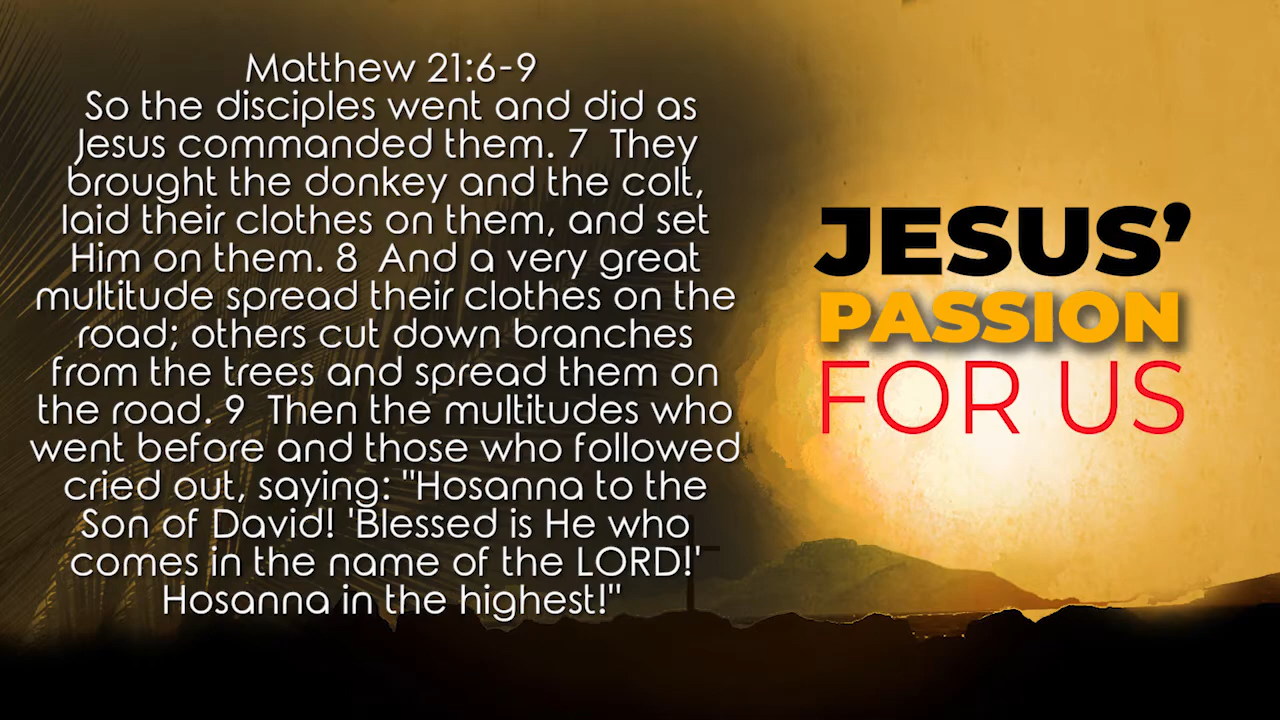 Matthew 21:6-9
So the disciples went and did as
Jesus commanded them. 7  They
brought the donkey and the colt,
laid their clothes on them, and set
Him on them. 8  And a very great
multitude spread their clothes on the
road; others cut down branches
from the trees and spread them on
the road. 9  Then the multitudes who
went before and those who followed
cried out, saying: "Hosanna to the
Son of David! 'Blessed is He who
comes in the name of the LORD!'
Hosanna in the highest!"
JESUS’
PASSION
FOR US